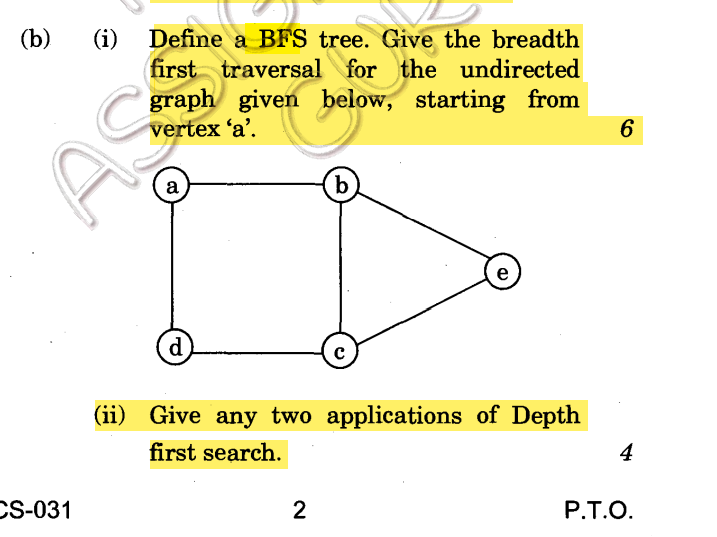 (b) (i) Define a BFS tree. Give the breadth
first traversal for the undirected
graph given below, starting from
vertex ‘a’. 6
a b
e
d c
(ii) Give any two applications of Depth
first search. 4
CS-031 2 P.T.O.